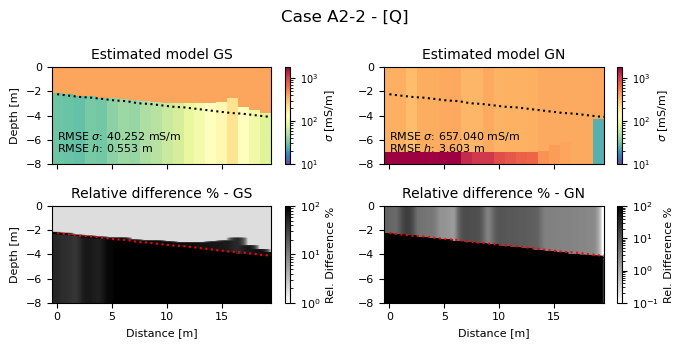 Case A2-2 - [Q]
Estimated model GS
Estimated model GN
0
−2
−4
−6
−8
Depth [m]
RMSE σ: 40.252 mS/m
RMSE h: 0.553 m
10³
10²
10¹
σ [mS/m]
0
−2
−4
−6
−8
RMSE σ: 657.040 mS/m
RMSE h: 3.603 m
10³
10²
10¹
σ [mS/m]
Relative difference % - GS
Relative difference % - GN
0
−2
−4
−6
−8
Depth [m]
0 5 10 15
Distance [m]
10²
10¹
10⁰
Rel. Difference %
0
−2
−4
−6
−8
0 5 10 15
Distance [m]
10²
10¹
10⁰
10⁻¹
Rel. Difference %